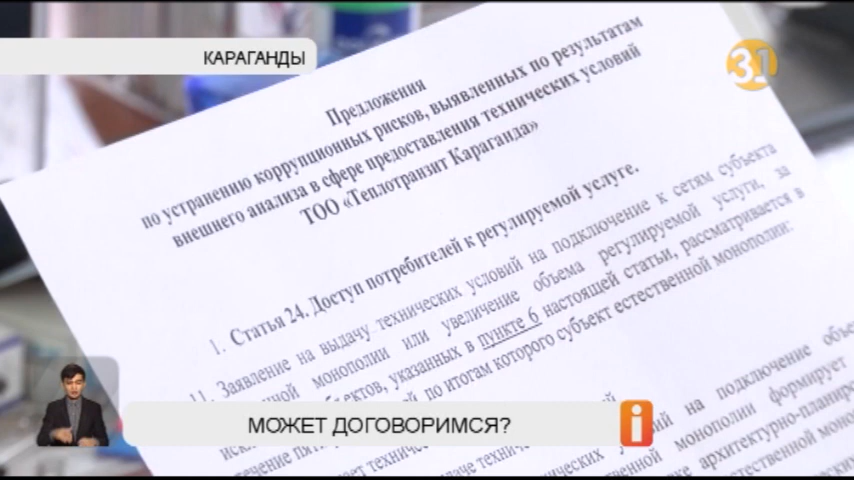 КАРАГАНДЫ
31
Предложения
по устранению коррупционных рисков, выявленных по результатам
внешнего анализа в сфере предоставления технических условий
ТОО «Теплотранзит Караганда»
1. Статья 24. Доступ потребителей к регулируемой услуге.
11. Заявление на выдачу технических условий на подключение к сетям субъекта
монополии или увеличение объема регулируемой услуги, за
указанных в пункте 6 настоящей статьи, рассматривается в
по итогам которого субъект естественной монополии:
на подключение
монополии формирует
естественной
МОЖЕТ ДОГОВОРИМСЯ?
i